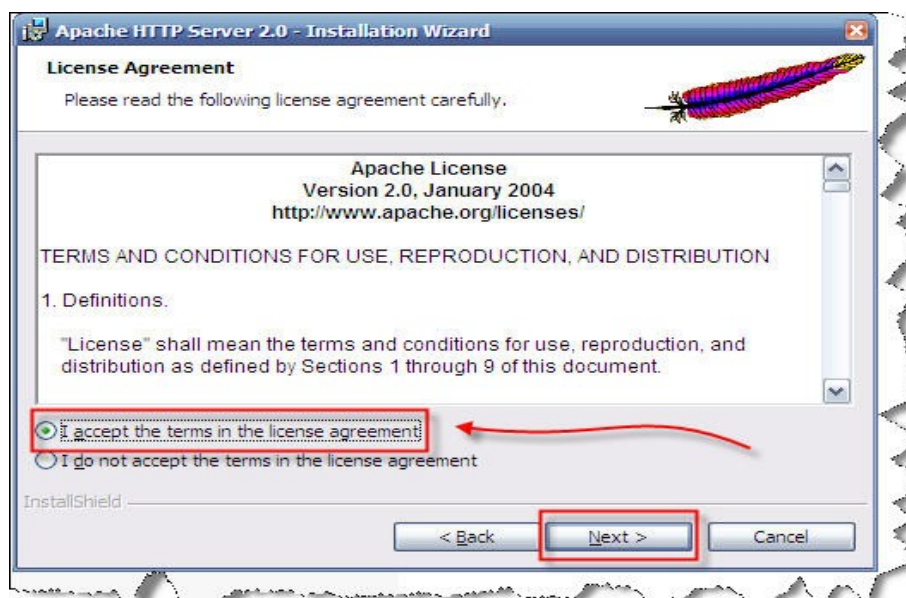 Apache HTTP Server 2.0 - Installation Wizard
License Agreement
Please read the following license agreement carefully.
Apache License
Version 2.0, January 2004
http://www.apache.org/licenses/
TERMS AND CONDITIONS FOR USE, REPRODUCTION, AND DISTRIBUTION
1. Definitions.
"License" shall mean the terms and conditions for use, reproduction, and
distribution as defined by Sections 1 through 9 of this document.
I accept the terms in the license agreement
I do not accept the terms in the license agreement
InstallShield
< Back
Next >
Cancel